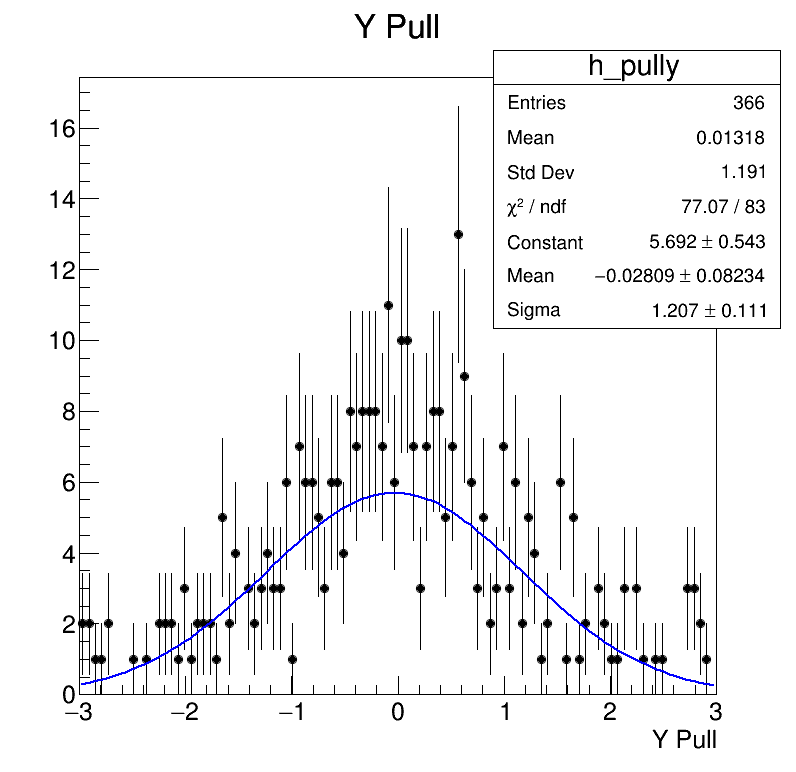 Y Pull
h_pully
Entries 366
Mean 0.01318
Std Dev 1.191
χ² / ndf 77.07 / 83
Constant 5.692 ± 0.543
Mean −0.02809 ± 0.08234
Sigma 1.207 ± 0.111
16
14
12
10
8
6
4
2
0
−3 −2 −1 0 1 2 3
Y Pull